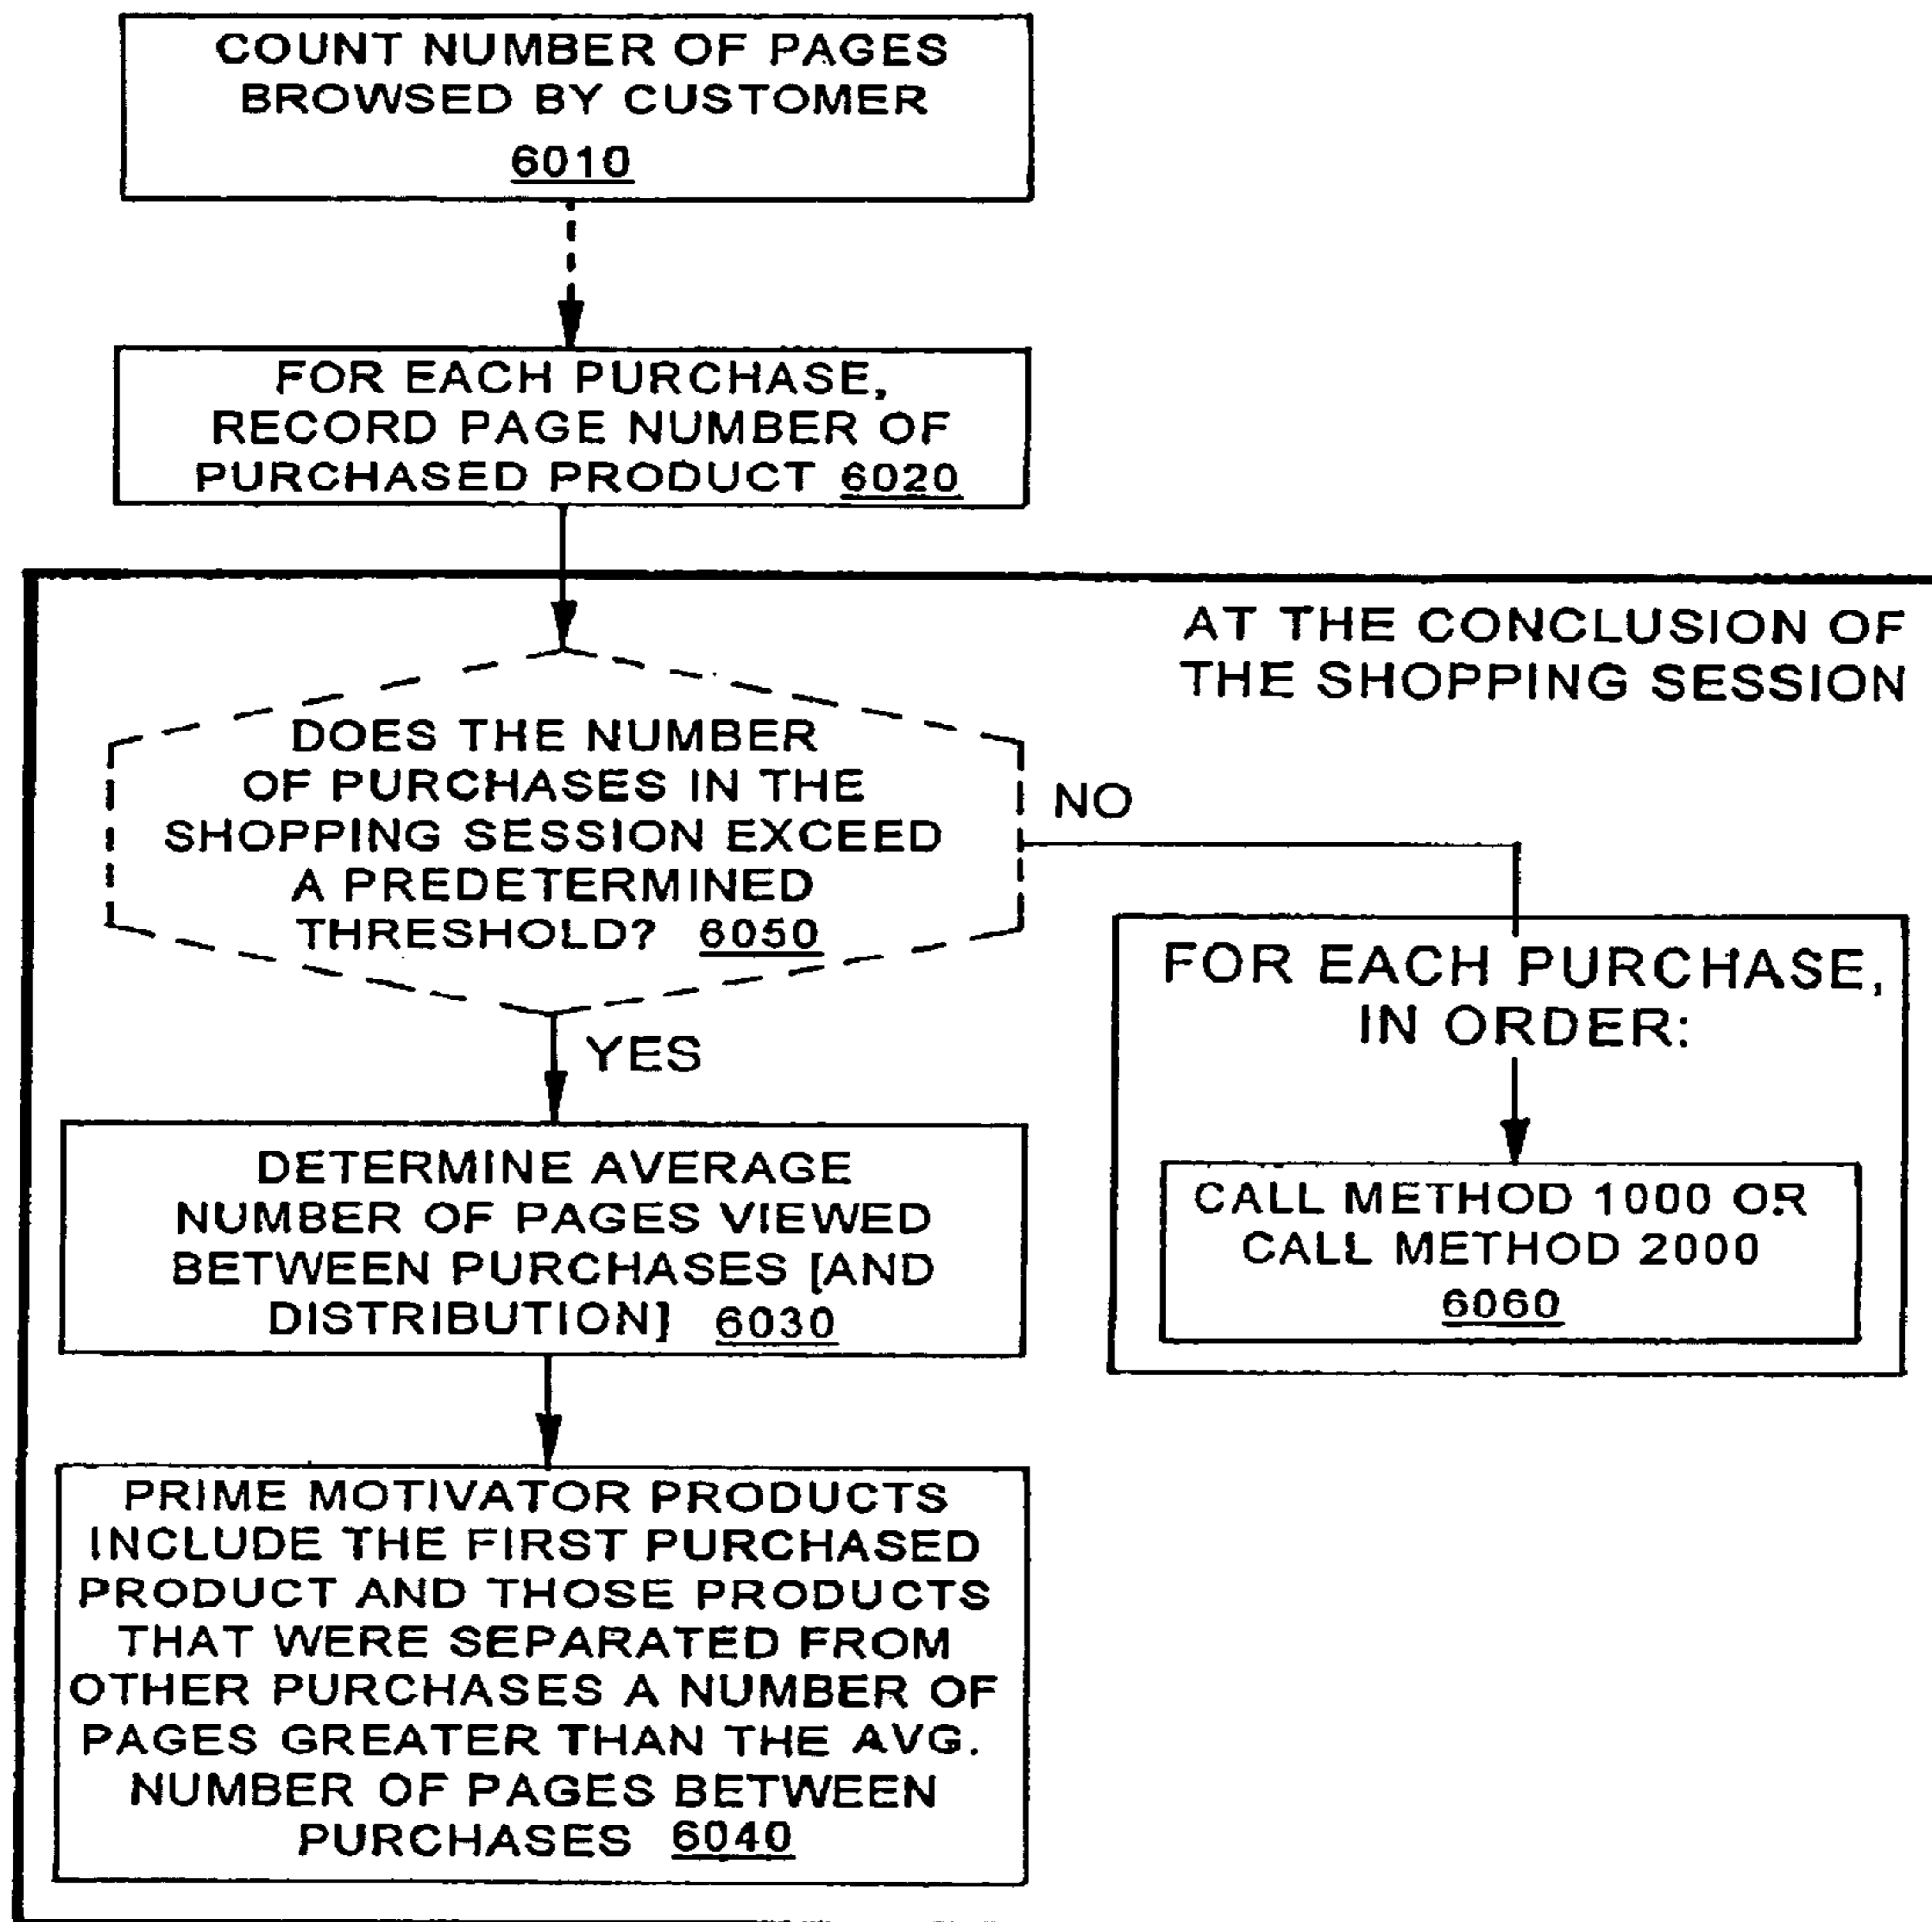 COUNT NUMBER OF PAGES
BROWSED BY CUSTOMER
6010
FOR EACH PURCHASE,
RECORD PAGE NUMBER OF
PURCHASED PRODUCT 6020
AT THE CONCLUSION OF
THE SHOPPING SESSION
DOES THE NUMBER
OF PURCHASES IN THE
SHOPPING SESSION EXCEED
A PREDETERMINED
THRESHOLD? 6050
NO
YES
FOR EACH PURCHASE,
IN ORDER:
CALL METHOD 1000 OR
CALL METHOD 2000
6060
DETERMINE AVERAGE
NUMBER OF PAGES VIEWED
BETWEEN PURCHASES [AND
DISTRIBUTION] 6030
PRIME MOTIVATOR PRODUCTS
INCLUDE THE FIRST PURCHASED
PRODUCT AND THOSE PRODUCTS
THAT WERE SEPARATED FROM
OTHER PURCHASES A NUMBER OF
PAGES GREATER THAN THE AVG.
NUMBER OF PAGES BETWEEN
PURCHASES 6040